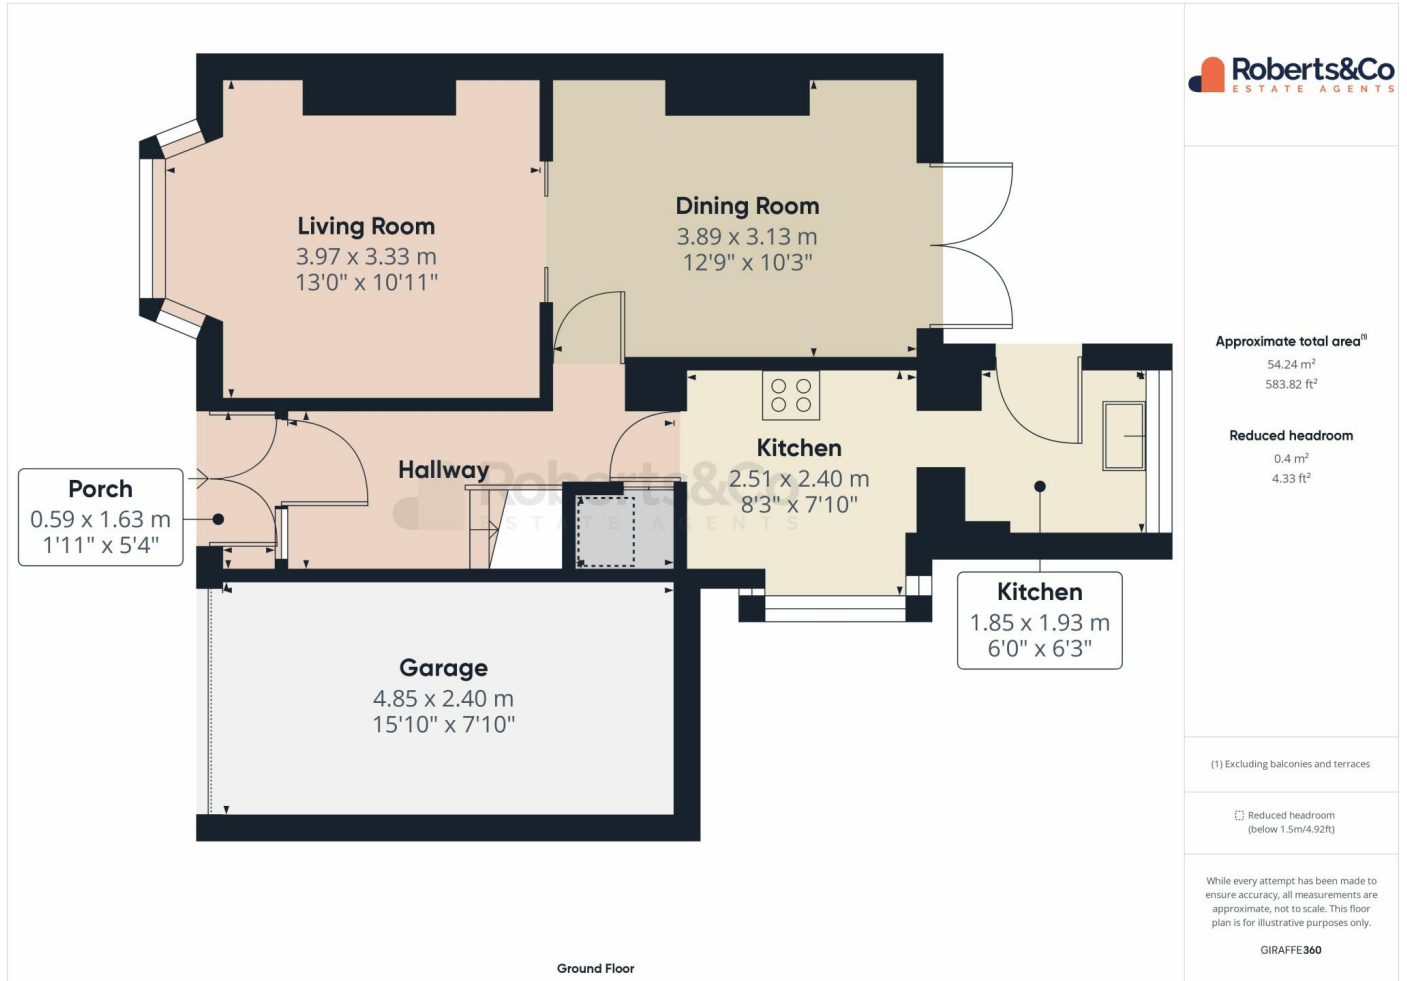 Living Room
3.97 x 3.33 m
13'0" x 10'11"
Dining Room
3.89 x 3.13 m
12'9" x 10'3"
Kitchen
2.51 x 2.40 m
8'3" x 7'10"
Hallway
Roberts&Co
ESTATE AGENTS
Porch
0.59 x 1.63 m
1'11" x 5'4"
Kitchen
1.85 x 1.93 m
6'0" x 6'3"
Garage
4.85 x 2.40 m
15'10" x 7'10"
Ground Floor
Roberts&Co
ESTATE AGENTS
Approximate total area⁽¹⁾
54.24 m²
583.82 ft²
Reduced headroom
0.4 m²
4.33 ft²
(1) Excluding balconies and terraces
Reduced headroom
(below 1.5m/4.92ft)
While every attempt has been made to
ensure accuracy, all measurements are
approximate, not to scale. This floor
plan is for illustrative purposes only.
GIRAFFE360